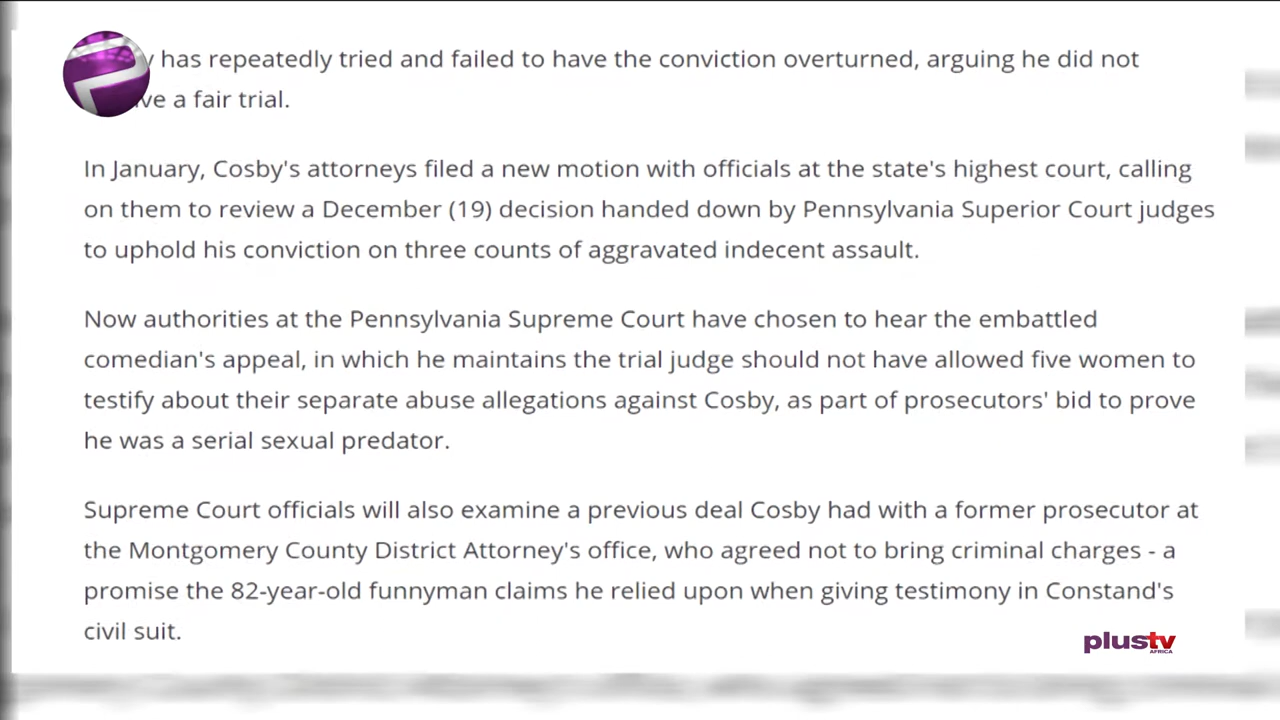 has repeatedly tried and failed to have the conviction overturned, arguing he did not
a fair trial.
In January, Cosby's attorneys filed a new motion with officials at the state's highest court, calling
on them to review a December (19) decision handed down by Pennsylvania Superior Court judges
to uphold his conviction on three counts of aggravated indecent assault.
Now authorities at the Pennsylvania Supreme Court have chosen to hear the embattled
comedian's appeal, in which he maintains the trial judge should not have allowed five women to
testify about their separate abuse allegations against Cosby, as part of prosecutors' bid to prove
he was a serial sexual predator.
Supreme Court officials will also examine a previous deal Cosby had with a former prosecutor at
the Montgomery County District Attorney's office, who agreed not to bring criminal charges - a
promise the 82-year-old funnyman claims he relied upon when giving testimony in Constand's
civil suit.
plustv
AFRICA